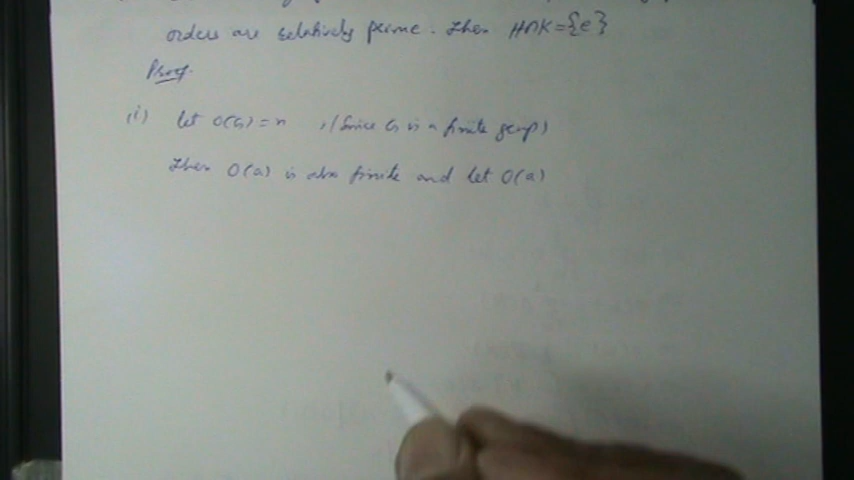 orders are relatively prime. Then H∩K={e}
Proof.
(i) let O(G)=n , (Since G is a finite group)
Then O(a) is also finite and let O(a)